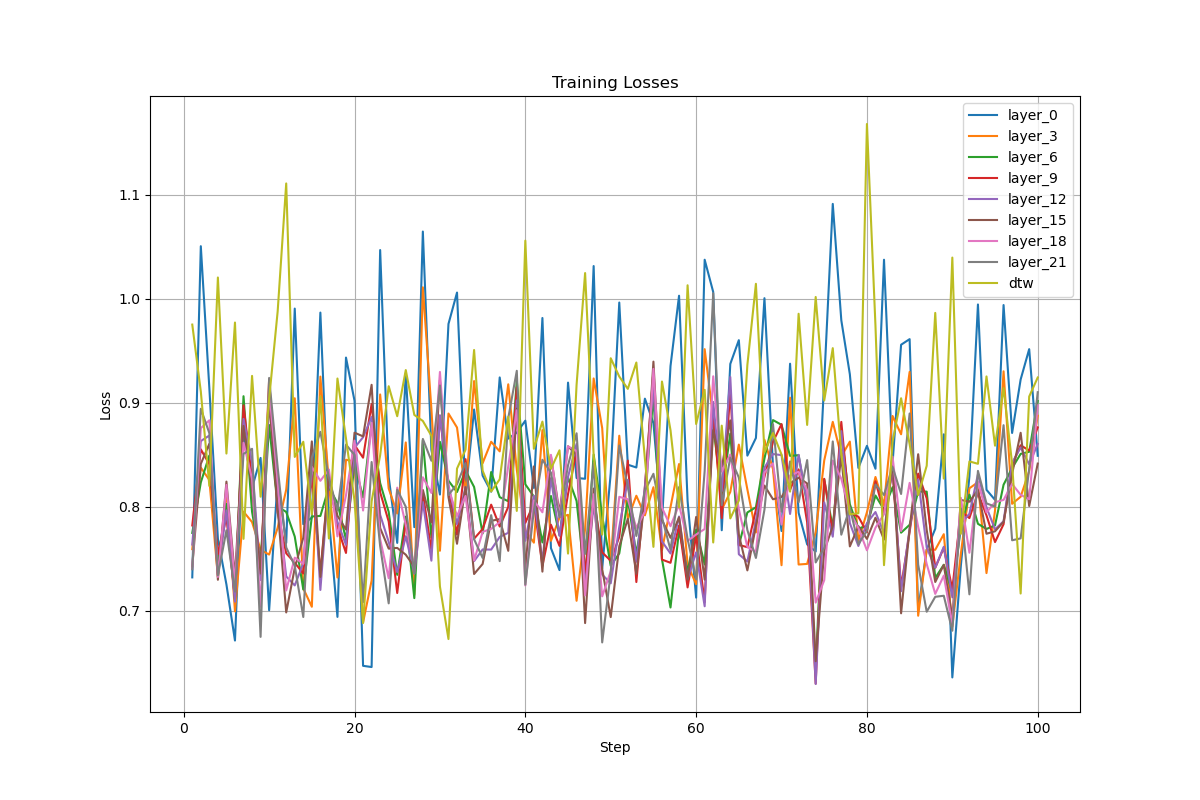 Training Losses
layer_0
layer_3
layer_6
layer_9
layer_12
layer_15
layer_18
layer_21
dtw
1.1
1.0
0.9
0.8
0.7
Loss
0 20 40 60 80 100
Step